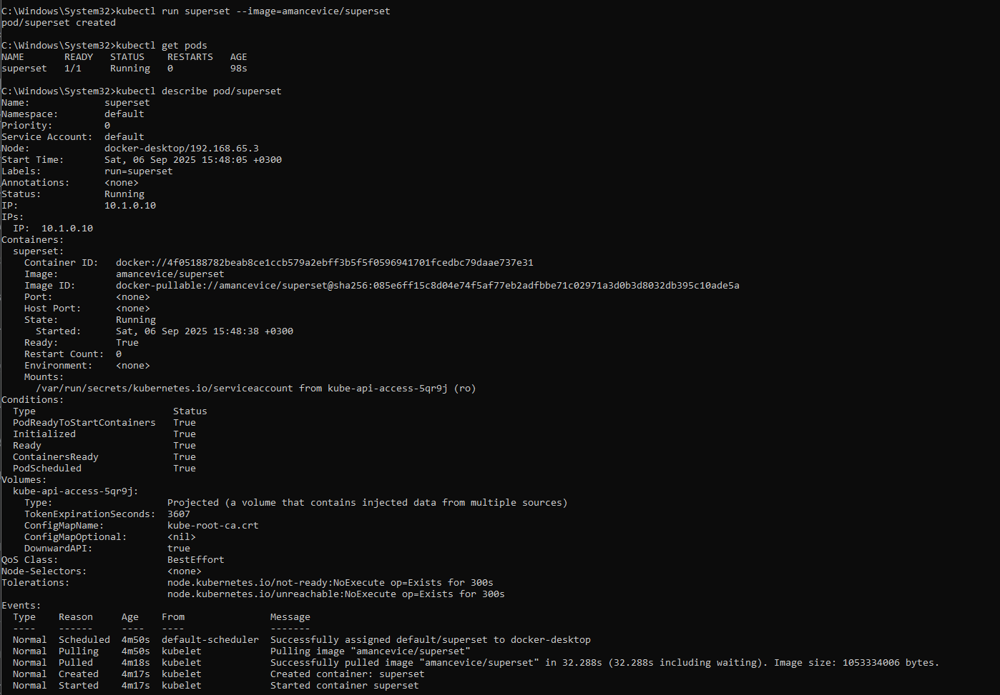 C:\Windows\System32>kubectl run superset --image=amancevice/superset
pod/superset created
C:\Windows\System32>kubectl get pods
NAME       READY   STATUS    RESTARTS   AGE
superset   1/1     Running   0          98s
C:\Windows\System32>kubectl describe pod/superset
Name:             superset
Namespace:        default
Priority:         0
Service Account:  default
Node:             docker-desktop/192.168.65.3
Start Time:       Sat, 06 Sep 2025 15:48:05 +0300
Labels:           run=superset
Annotations:      <none>
Status:           Running
IP:               10.1.0.10
IPs:
  IP:  10.1.0.10
Containers:
  superset:
    Container ID:   docker://4f05188782beab8ce1ccb579a2ebff3b5f5f0596941701fcedbc79daae737e31
    Image:          amancevice/superset
    Image ID:       docker-pullable://amancevice/superset@sha256:085e6ff15c8d04e74f5af77eb2adfbbe71c02971a3d0b3d8032db395c10ade5a
    Port:           <none>
    Host Port:      <none>
    State:          Running
      Started:      Sat, 06 Sep 2025 15:48:38 +0300
    Ready:          True
    Restart Count:  0
    Environment:    <none>
    Mounts:
      /var/run/secrets/kubernetes.io/serviceaccount from kube-api-access-5qr9j (ro)
Conditions:
  Type                        Status
  PodReadyToStartContainers   True
  Initialized                 True
  Ready                       True
  ContainersReady             True
  PodScheduled                True
Volumes:
  kube-api-access-5qr9j:
    Type:                    Projected (a volume that contains injected data from multiple sources)
    TokenExpirationSeconds:  3607
    ConfigMapName:           kube-root-ca.crt
    ConfigMapOptional:       <nil>
    DownwardAPI:             true
QoS Class:                   BestEffort
Node-Selectors:              <none>
Tolerations:                 node.kubernetes.io/not-ready:NoExecute op=Exists for 300s
                             node.kubernetes.io/unreachable:NoExecute op=Exists for 300s
Events:
  Type    Reason     Age    From               Message
  ----    ------     ----   ----               -------
  Normal  Scheduled  4m50s  default-scheduler  Successfully assigned default/superset to docker-desktop
  Normal  Pulling    4m50s  kubelet            Pulling image "amancevice/superset"
  Normal  Pulled     4m18s  kubelet            Successfully pulled image "amancevice/superset" in 32.288s (32.288s including waiting). Image size: 1053334006 bytes.
  Normal  Created    4m17s  kubelet            Created container: superset
  Normal  Started    4m17s  kubelet            Started container superset